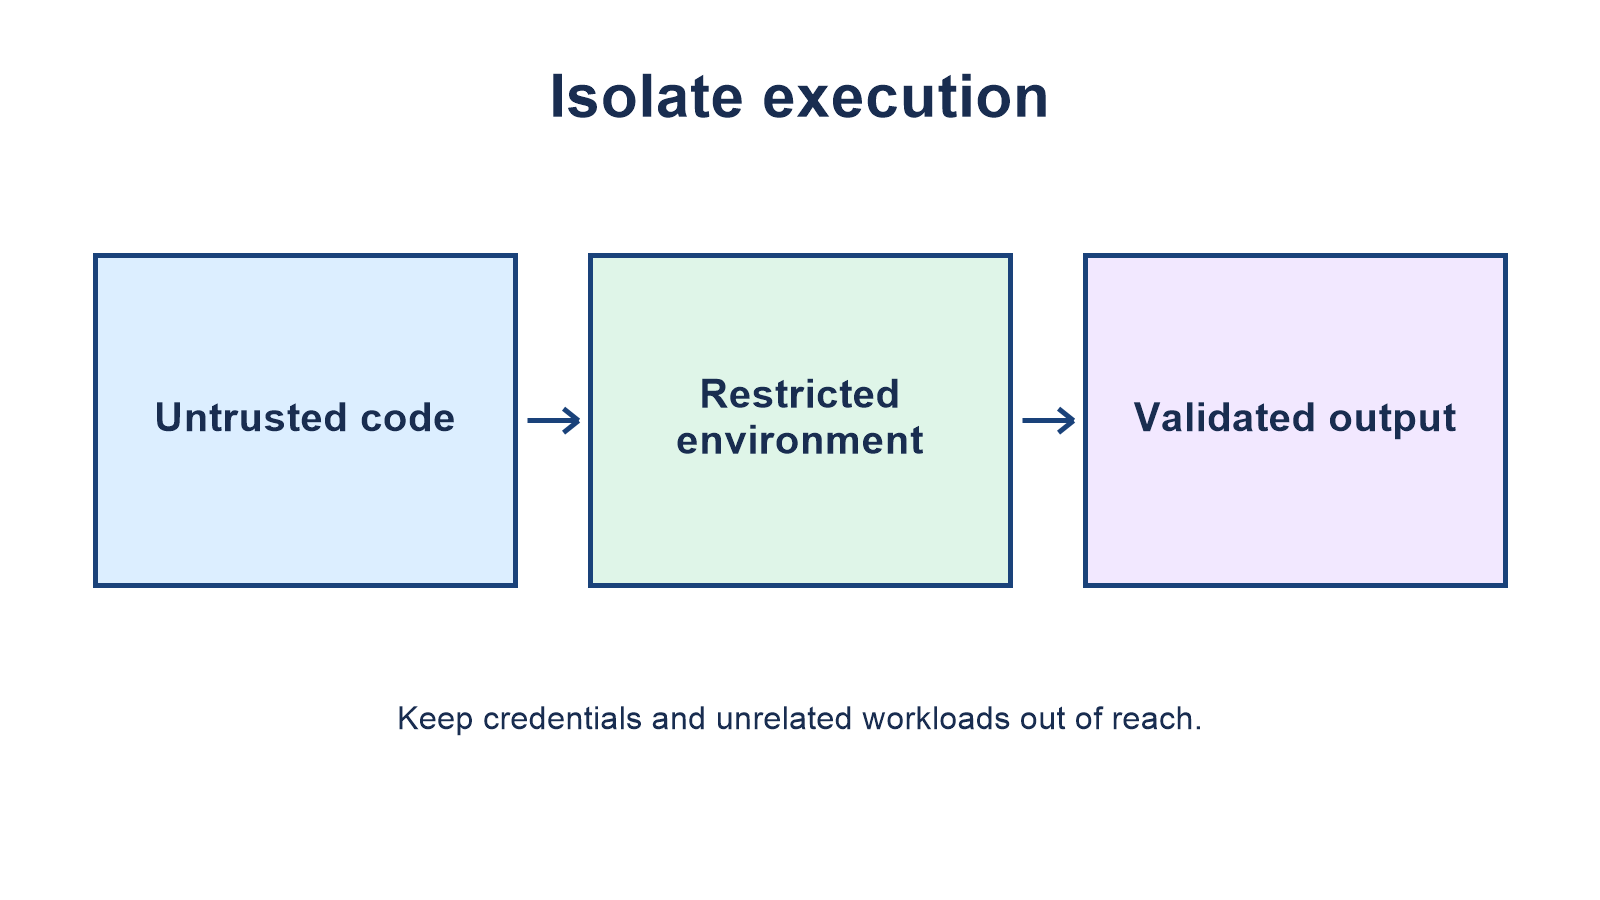 Isolate execution
Untrusted code
Restricted
environment
Validated output
Keep credentials and unrelated workloads out of reach.